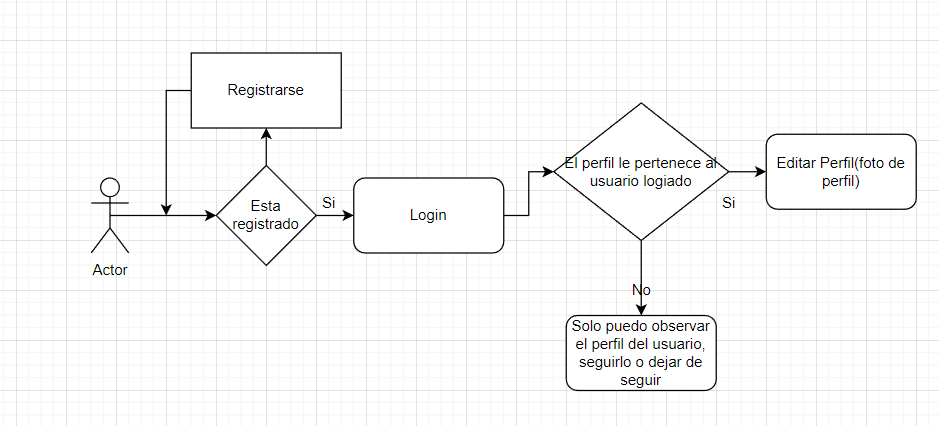 Registrarse
Actor
Esta
registrado
Si
Login
El perfil le pertenece al
usuario logiado
Si
Editar Perfil(foto de
perfil)
No
Solo puedo observar
el perfil del usuario,
seguirlo o dejar de
seguir